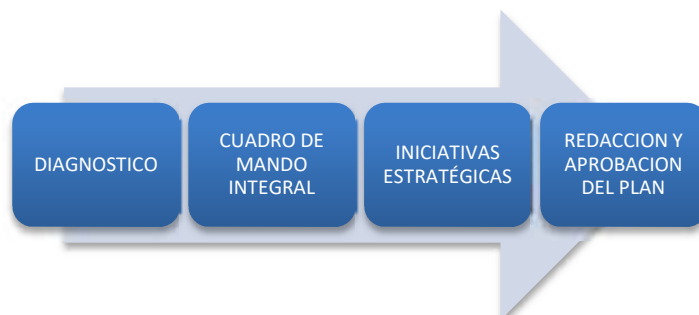 DIAGNOSTICO
CUADRO DE
MANDO
INTEGRAL
INICIATIVAS
ESTRATÉGICAS
REDACCION Y
APROBACION
DEL PLAN